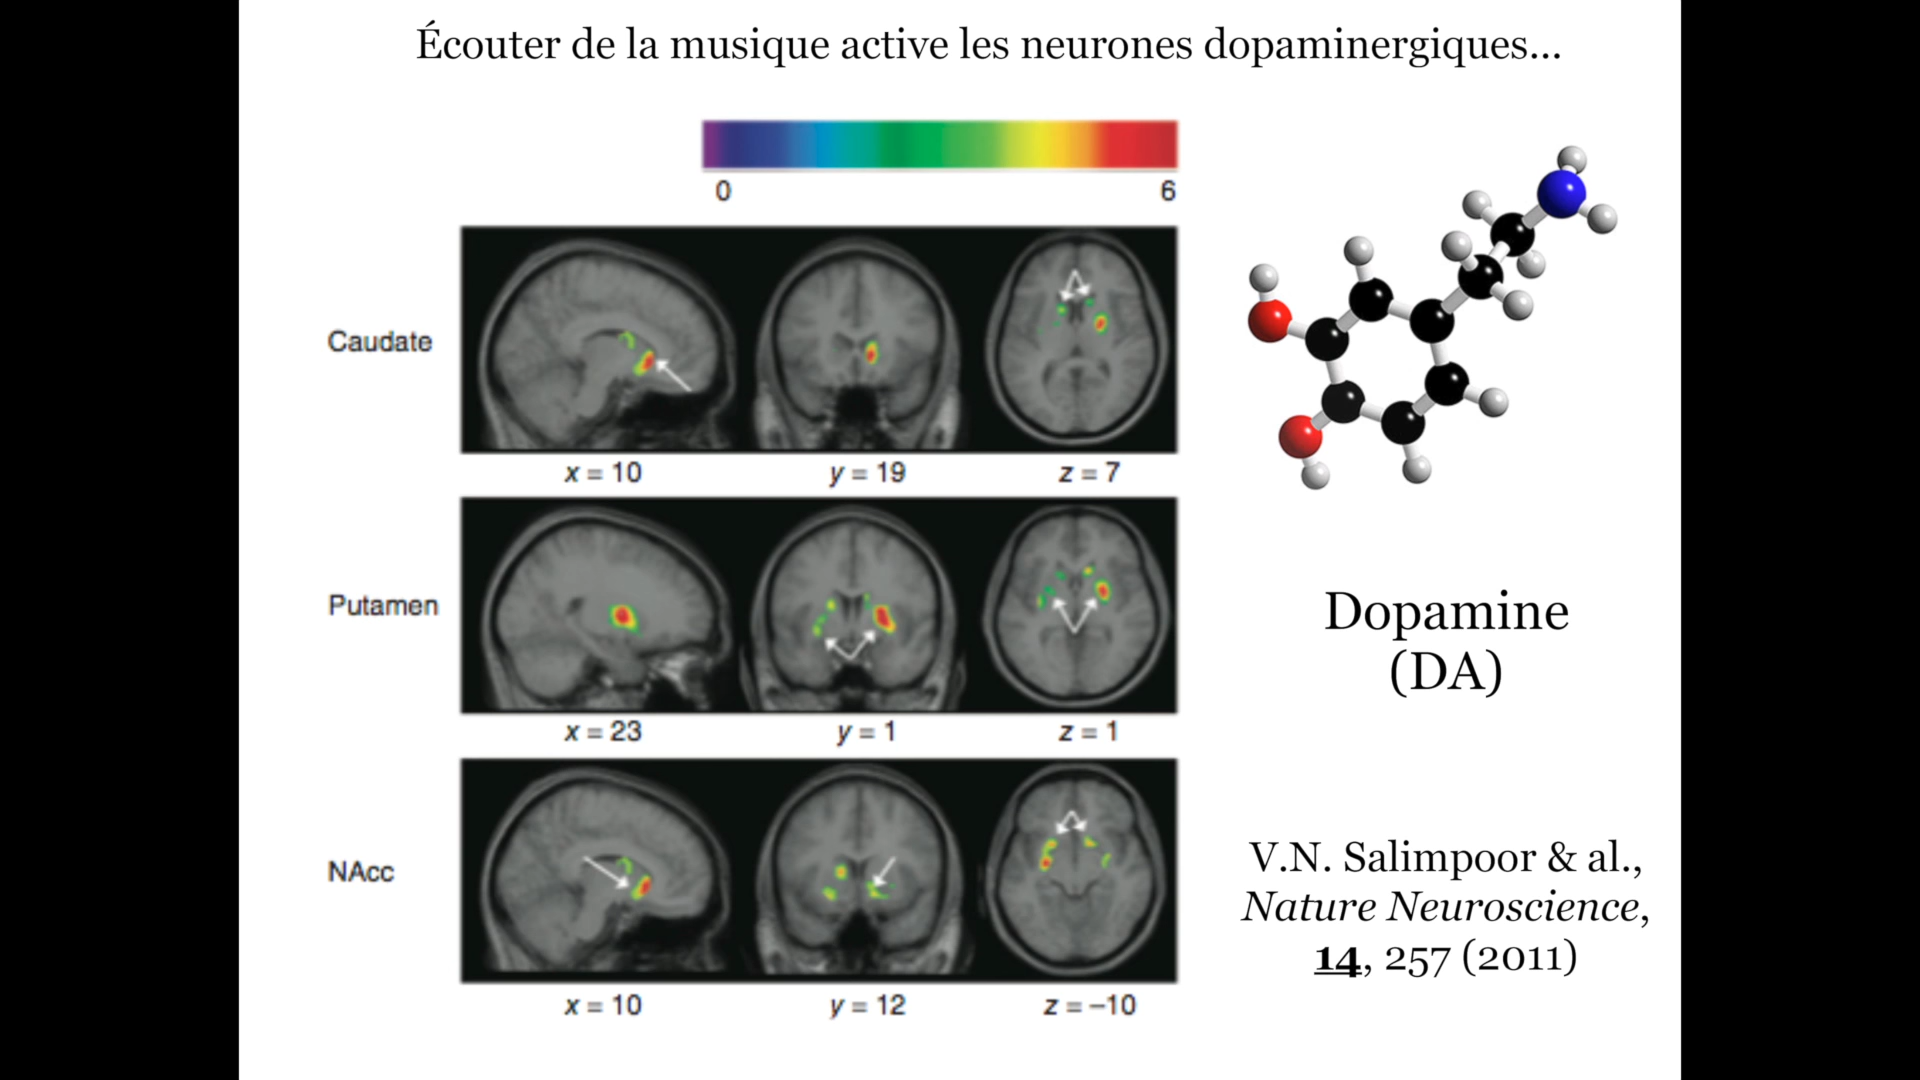 Écouter de la musique active les neurones dopaminergiques...
0 6
Caudate
x = 10 y = 19 z = 7
Putamen
x = 23 y = 1 z = 1
NAcc
x = 10 y = 12 z = –10
Dopamine
(DA)
V.N. Salimpoor & al.,
Nature Neuroscience,
14, 257 (2011)